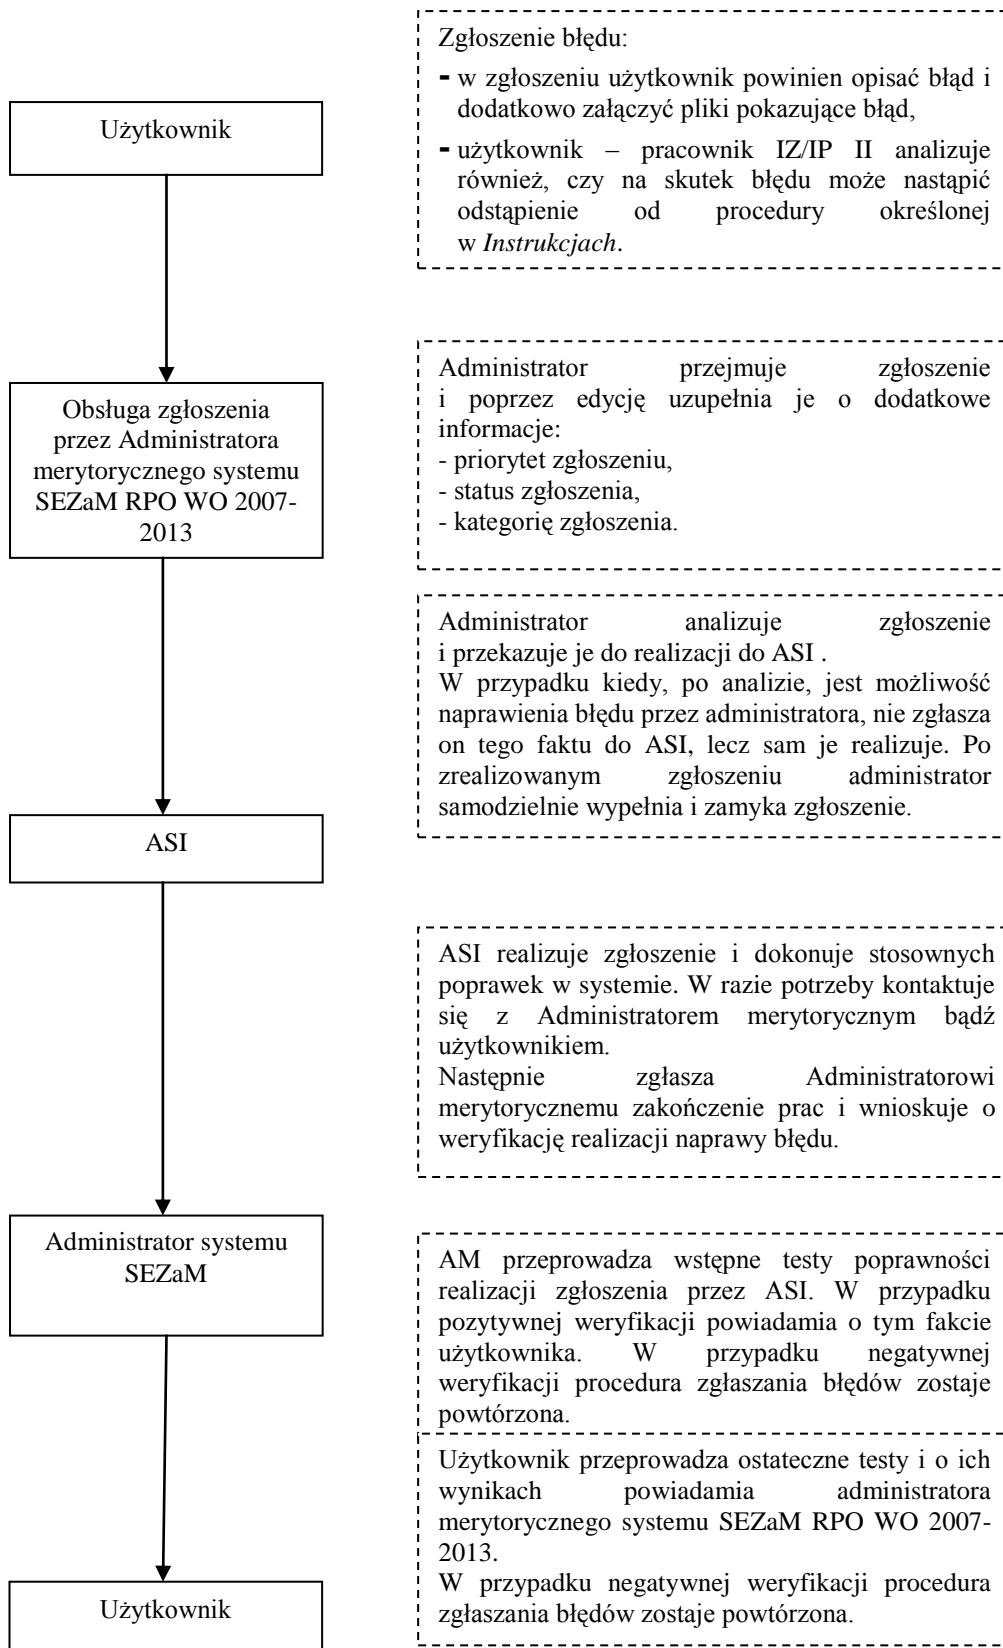 Zgłoszenie błędu:
- w zgłoszeniu użytkownik powinien opisać błąd i
dodatkowo załączyć pliki pokazujące błąd,
- użytkownik – pracownik IZ/IP II analizuje
również, czy na skutek błędu może nastąpić
odstąpienie od procedury określonej
w Instrukcjach.
Użytkownik
Administrator przejmuje zgłoszenie
i poprzez edycję uzupełnia je o dodatkowe
informacje:
- priorytet zgłoszeniu,
- status zgłoszenia,
- kategorię zgłoszenia.
Obsługa zgłoszenia
przez Administratora
merytorycznego systemu
SEZaM RPO WO 2007-
2013
Administrator analizuje zgłoszenie
i przekazuje je do realizacji do ASI .
W przypadku kiedy, po analizie, jest możliwość
naprawienia błędu przez administratora, nie zgłasza
on tego faktu do ASI, lecz sam je realizuje. Po
zrealizowanym zgłoszeniu administrator
samodzielnie wypełnia i zamyka zgłoszenie.
ASI
ASI realizuje zgłoszenie i dokonuje stosownych
poprawek w systemie. W razie potrzeby kontaktuje
się z Administratorem merytorycznym bądź
użytkownikiem.
Następnie zgłasza Administratorowi
merytorycznemu zakończenie prac i wnioskuje o
weryfikację realizacji naprawy błędu.
Administrator systemu
SEZaM
AM przeprowadza wstępne testy poprawności
realizacji zgłoszenia przez ASI. W przypadku
pozytywnej weryfikacji powiadamia o tym fakcie
użytkownika. W przypadku negatywnej
weryfikacji procedura zgłaszania błędów zostaje
powtórzona.
Użytkownik przeprowadza ostateczne testy i o ich
wynikach powiadamia administratora
merytorycznego systemu SEZaM RPO WO 2007-
2013.
W przypadku negatywnej weryfikacji procedura
zgłaszania błędów zostaje powtórzona.
Użytkownik